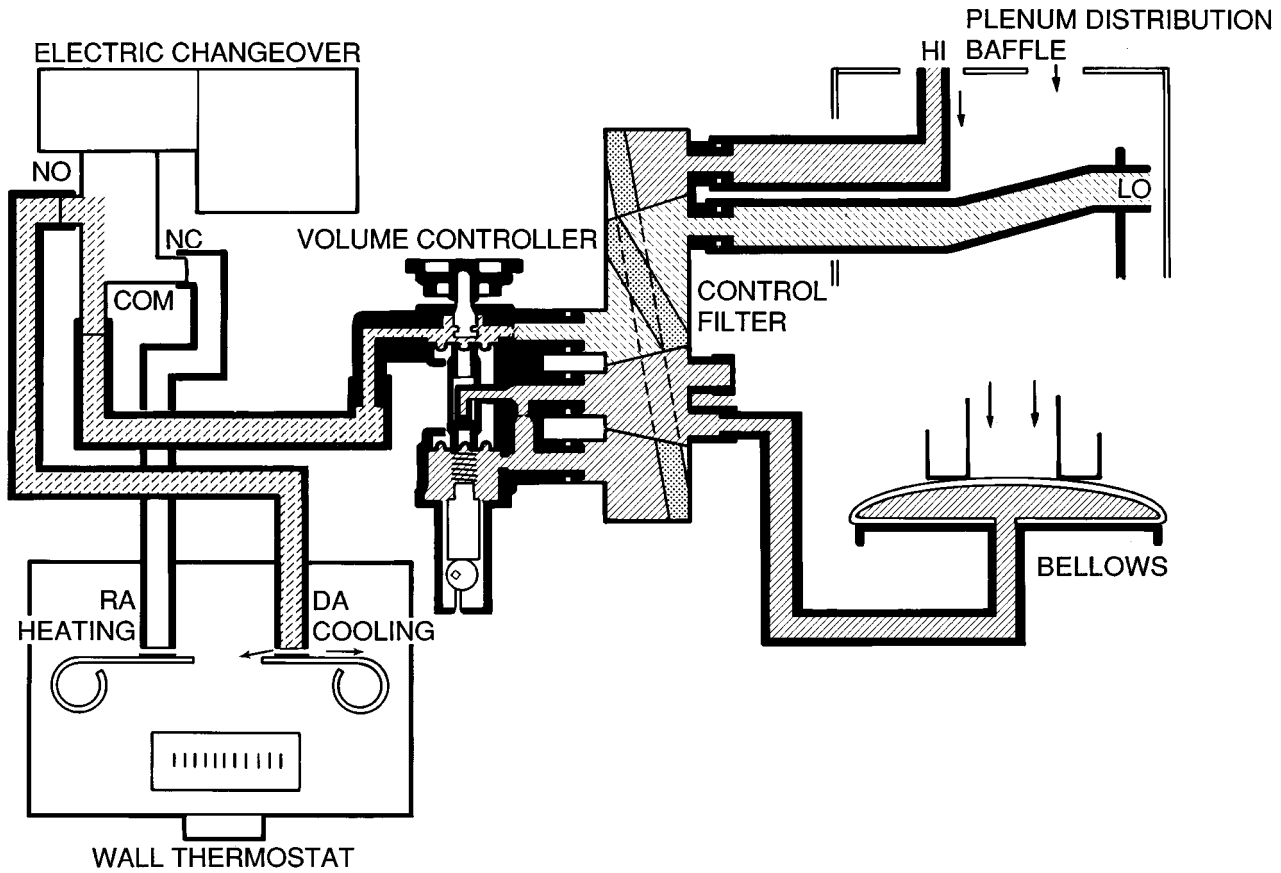 PLENUM DISTRIBUTION
BAFFLE
HI
ELECTRIC CHANGEOVER
NO
LO
NC
VOLUME CONTROLLER
COM
CONTROL
FILTER
BELLOWS
RA
HEATING
DA
COOLING
WALL THERMOSTAT